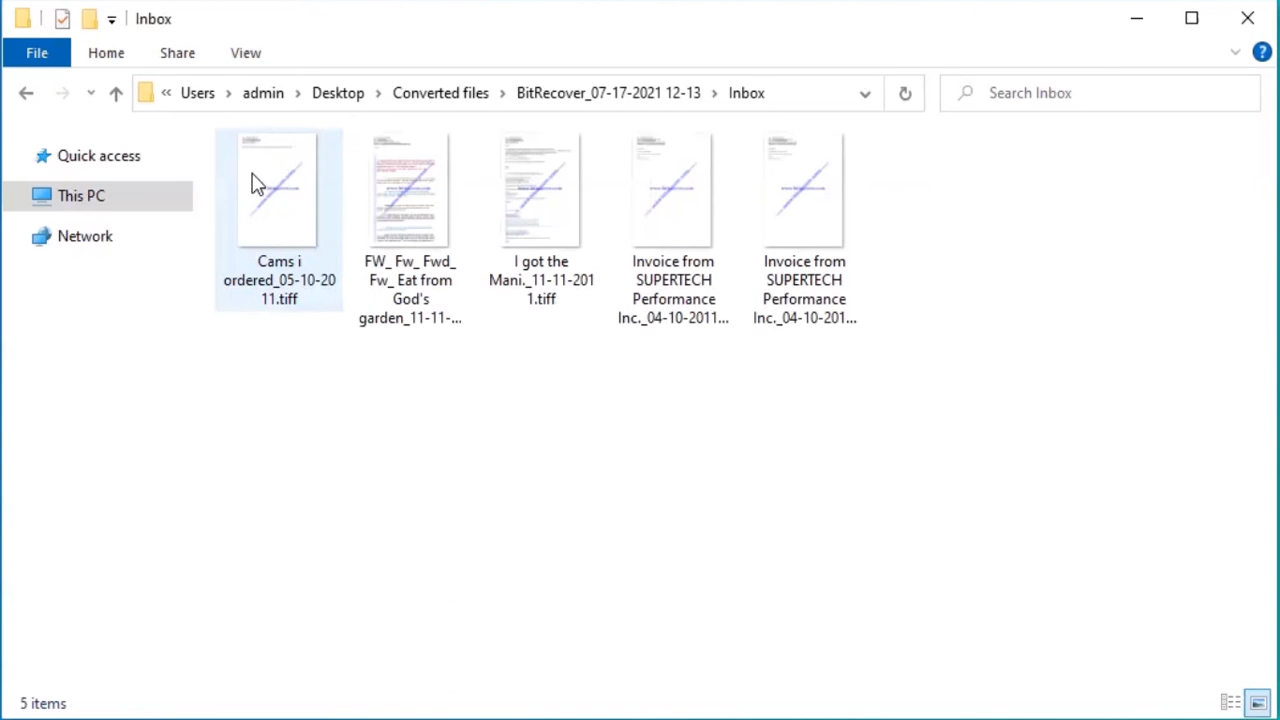 Inbox
File
Home
Share
View
Users
admin
Desktop
Converted files
BitRecover_07-17-2021 12-13
Inbox
Search Inbox
Quick access
This PC
Network
Cams i
ordered_05-10-20
11.tiff
FW_ Fw_ Fwd_
Fw_ Eat from
God's
garden_11-11-...
I got the
Mani._11-11-201
1.tiff
Invoice from
SUPERTECH
Performance
Inc._04-10-2011...
Invoice from
SUPERTECH
Performance
Inc._04-10-201...
5 items